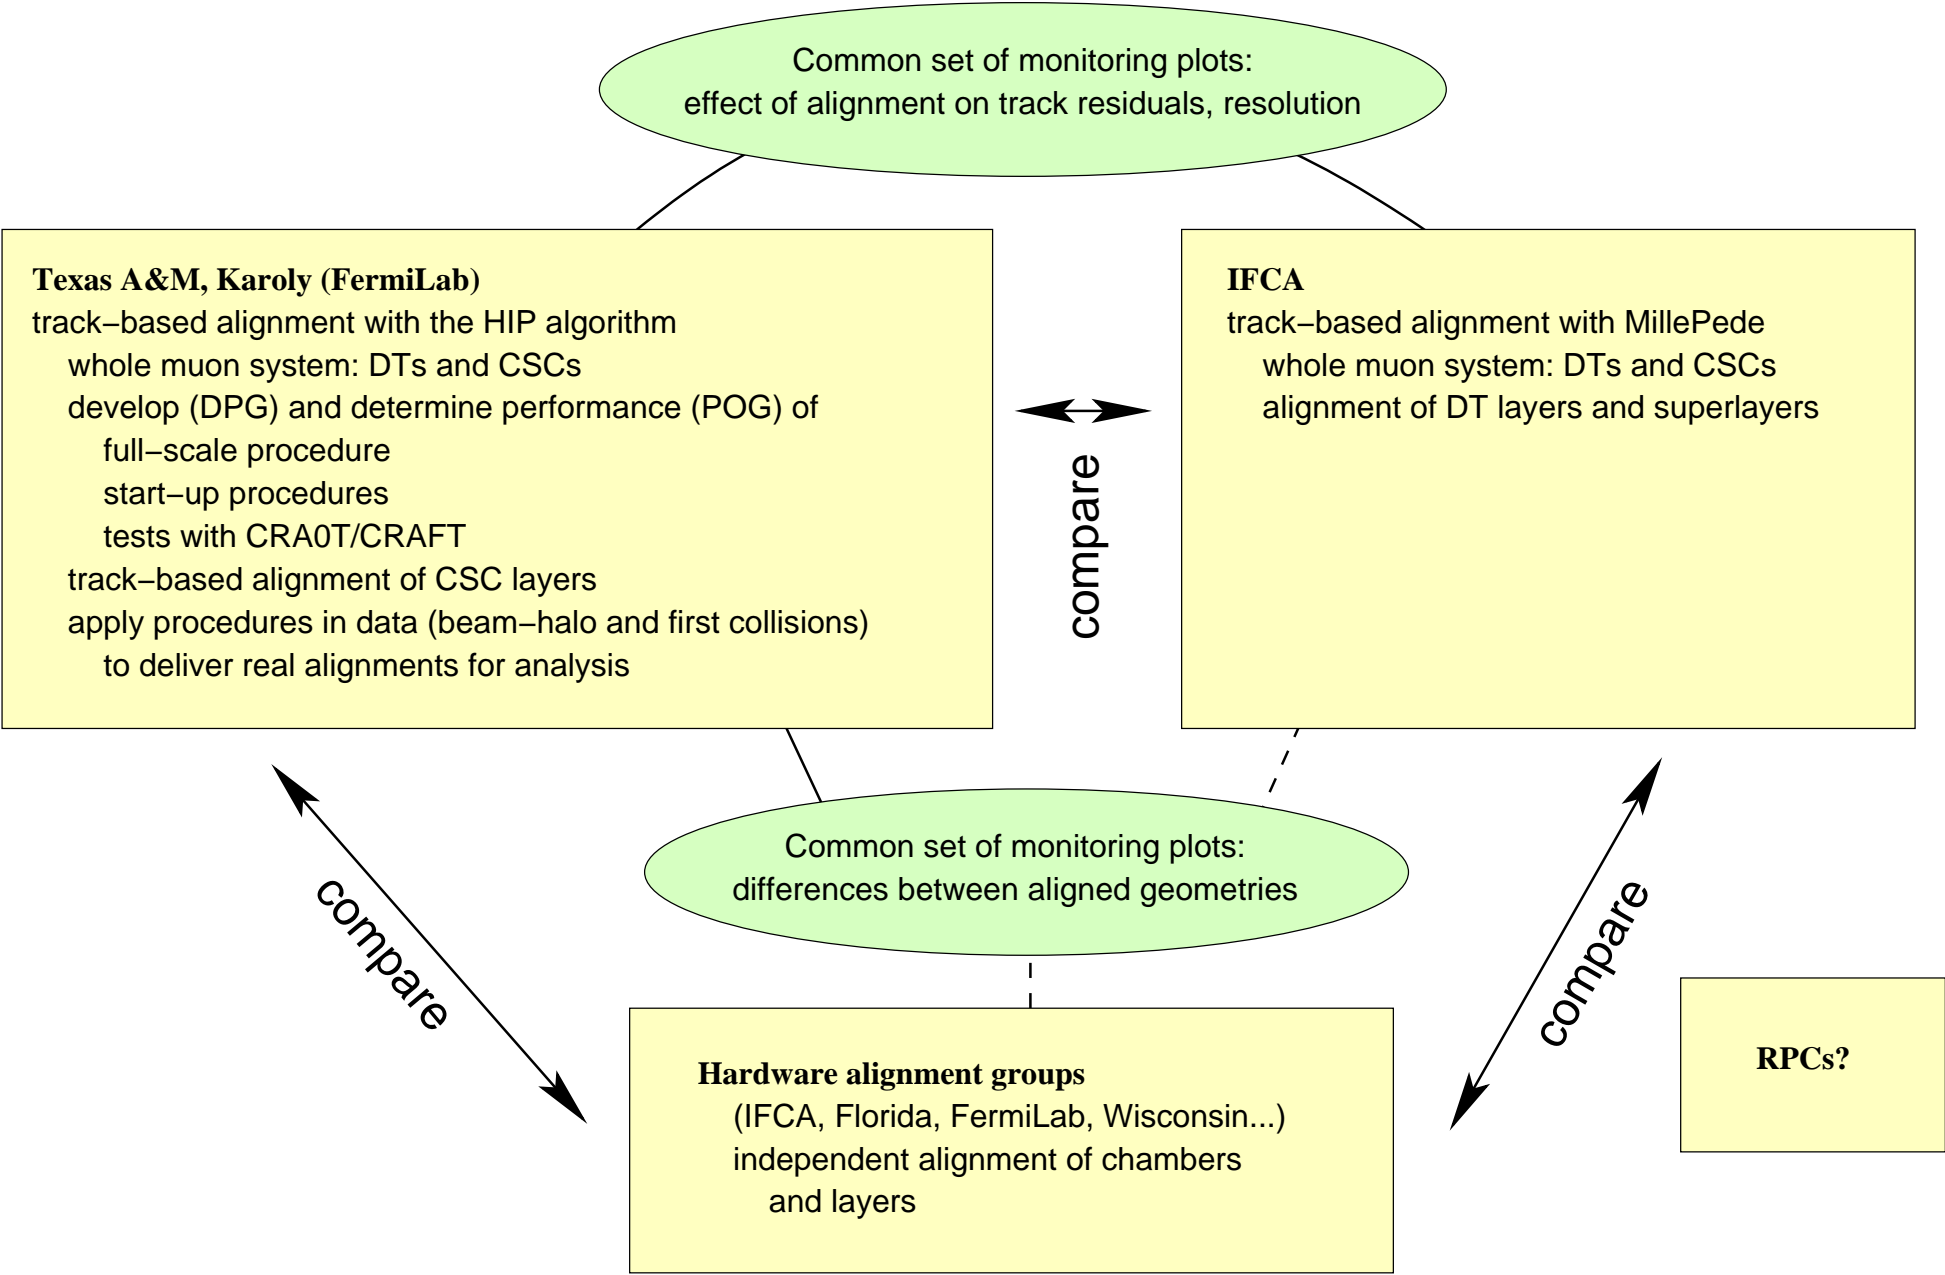 Common set of monitoring plots:
effect of alignment on track residuals, resolution
Texas A&M, Karoly (FermiLab)
track−based alignment with the HIP algorithm
whole muon system: DTs and CSCs
develop (DPG) and determine performance (POG) of
full−scale procedure
start−up procedures
tests with CRA0T/CRAFT
track−based alignment of CSC layers
apply procedures in data (beam−halo and first collisions)
to deliver real alignments for analysis
compare
IFCA
track−based alignment with MillePede
whole muon system: DTs and CSCs
alignment of DT layers and superlayers
Common set of monitoring plots:
differences between aligned geometries
compare
compare
Hardware alignment groups
(IFCA, Florida, FermiLab, Wisconsin...)
independent alignment of chambers
and layers
RPCs?